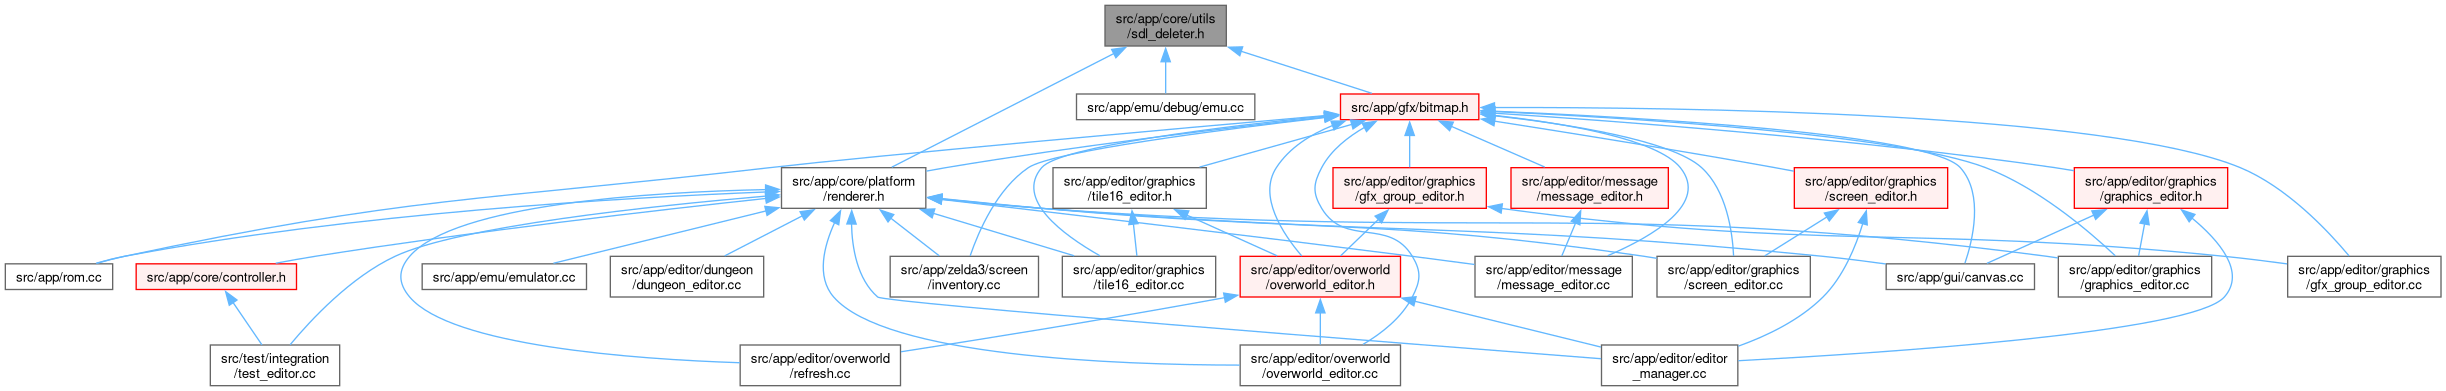 src/app/core/utils
/sdl_deleter.h
src/app/emu/debug/emu.cc
src/app/gfx/bitmap.h
src/app/core/platform
/renderer.h
src/app/editor/graphics
/tile16_editor.h
src/app/editor/graphics
/gfx_group_editor.h
src/app/editor/message
/message_editor.h
src/app/editor/graphics
/screen_editor.h
src/app/editor/graphics
/graphics_editor.h
src/app/rom.cc
src/app/core/controller.h
src/app/emu/emulator.cc
src/app/editor/dungeon
/dungeon_editor.cc
src/app/zelda3/screen
/inventory.cc
src/app/editor/graphics
/tile16_editor.cc
src/app/editor/overworld
/overworld_editor.h
src/app/editor/message
/message_editor.cc
src/app/editor/graphics
/screen_editor.cc
src/app/gui/canvas.cc
src/app/editor/graphics
/graphics_editor.cc
src/app/editor/graphics
/gfx_group_editor.cc
src/test/integration
/test_editor.cc
src/app/editor/overworld
/refresh.cc
src/app/editor/overworld
/overworld_editor.cc
src/app/editor/editor
_manager.cc